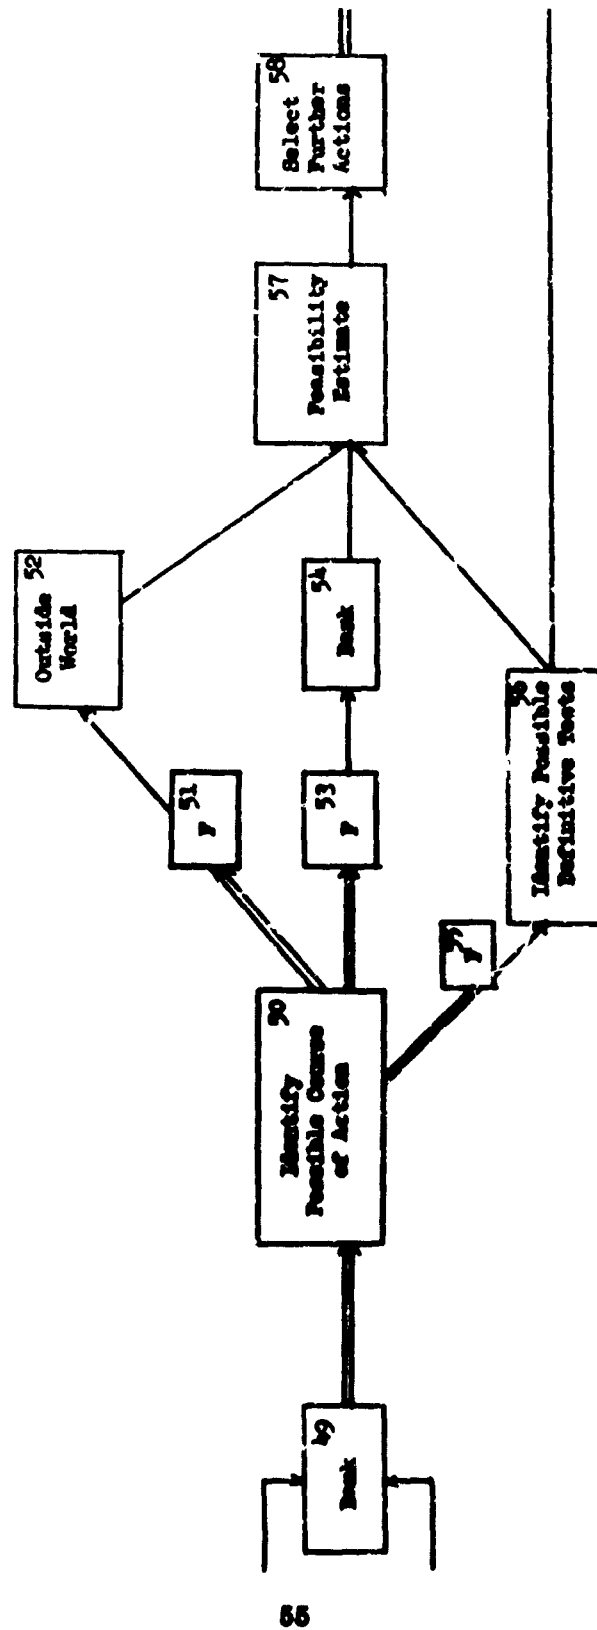 49
Bank
50
Identify
Possible Course
of Action
51
F
52
Outside
World
53
F
54
Bank
55
F
56
Identify Possible
Definitive Tests
57
Feasibility
Estimate
58
Select
Further
Actions
55